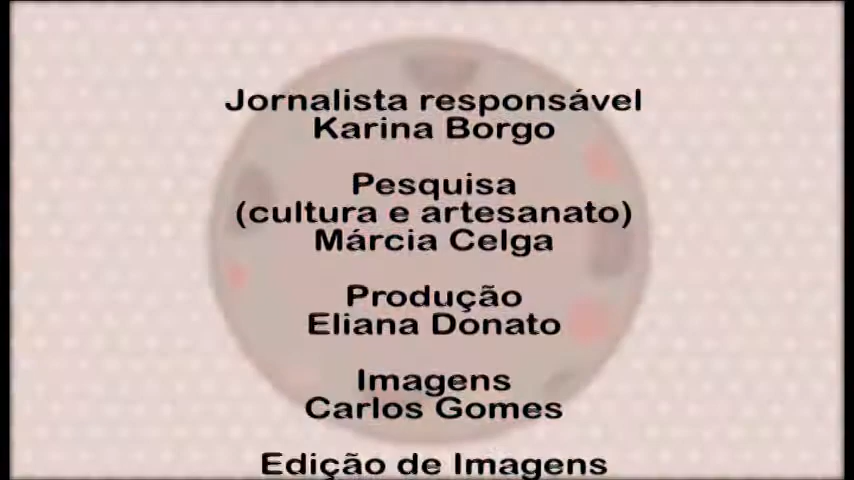 Jornalista responsável
Karina Borgo
Pesquisa
(cultura e artesanato)
Márcia Celga
Produção
Eliana Donato
Imagens
Carlos Gomes
Edição de Imagens